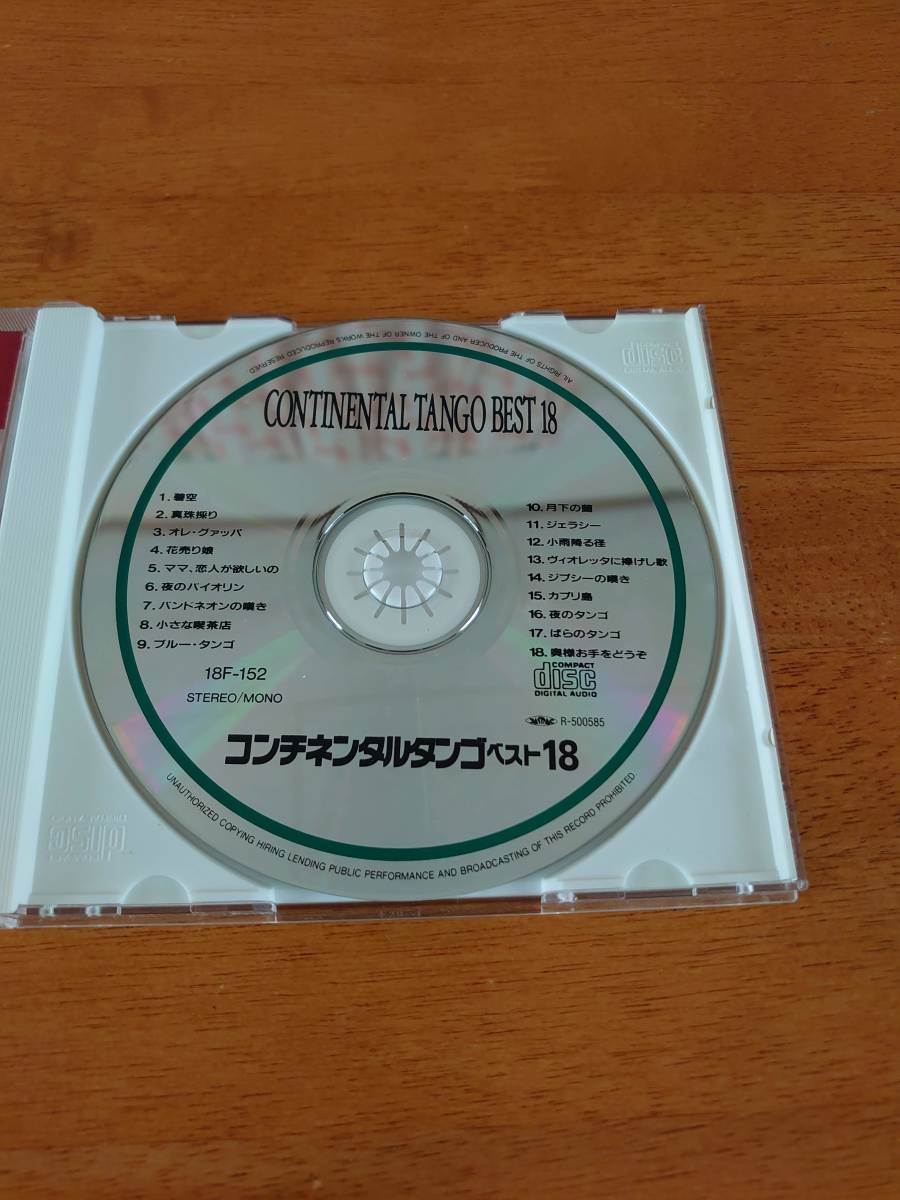 ALL RIGHTS OF THE PRODUCER AND OF THE OWNER OF THE WORKS REPRODUCED RESERVED
CONTINENTAL TANGO BEST 18
1. 碧空
2. 真珠採り
3. オレ・グァッパ
4. 花売り娘
5. ママ、恋人が欲しいの
6. 夜のバイオリン
7. バンドネオンの嘆き
8. 小さな喫茶店
9. ブルー・タンゴ
10. 月下の蘭
11. ジェラシー
12. 小雨降る径
13. ヴィオレッタに捧げし歌
14. ジプシーの嘆き
15. カプリ島
16. 夜のタンゴ
17. ばらのタンゴ
18. 奥様お手をどうぞ
18F-152
STEREO/MONO
COMPACT
disc
DIGITAL AUDIO
R-500585
コンチネンタルタンゴベスト18
UNAUTHORIZED COPYING HIRING LENDING PUBLIC PERFORMANCE AND BROADCASTING OF THIS RECORD PROHIBITED.
COMPACT
disc
DIGITAL AUDIO